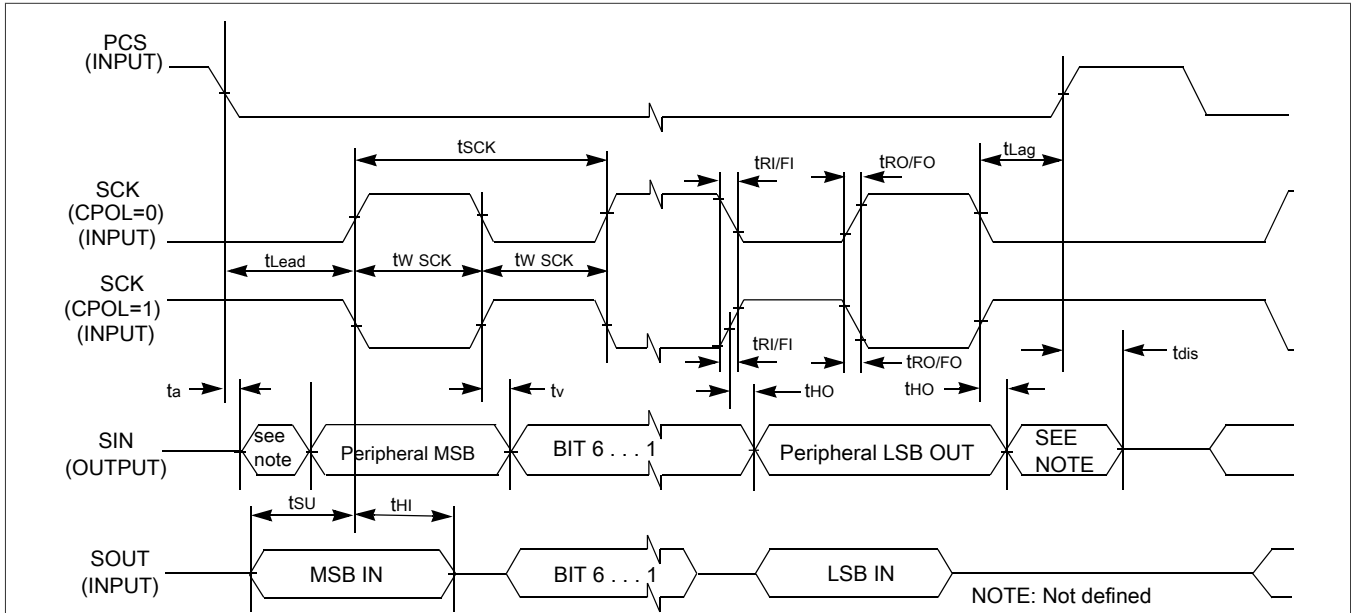 PCS
(INPUT)
tSCK
tRI/FI
tRO/FO
tLag
SCK
(CPOL=0)
(INPUT)
tLead
tW SCK
tW SCK
SCK
(CPOL=1)
(INPUT)
tRI/FI
tRO/FO
tdis
ta
tv
tHO
tHO
SIN
(OUTPUT)
see
note
Peripheral MSB
BIT 6 . . . 1
Peripheral LSB OUT
SEE
NOTE
tSU
tHI
SOUT
(INPUT)
MSB IN
BIT 6 . . . 1
LSB IN
NOTE: Not defined